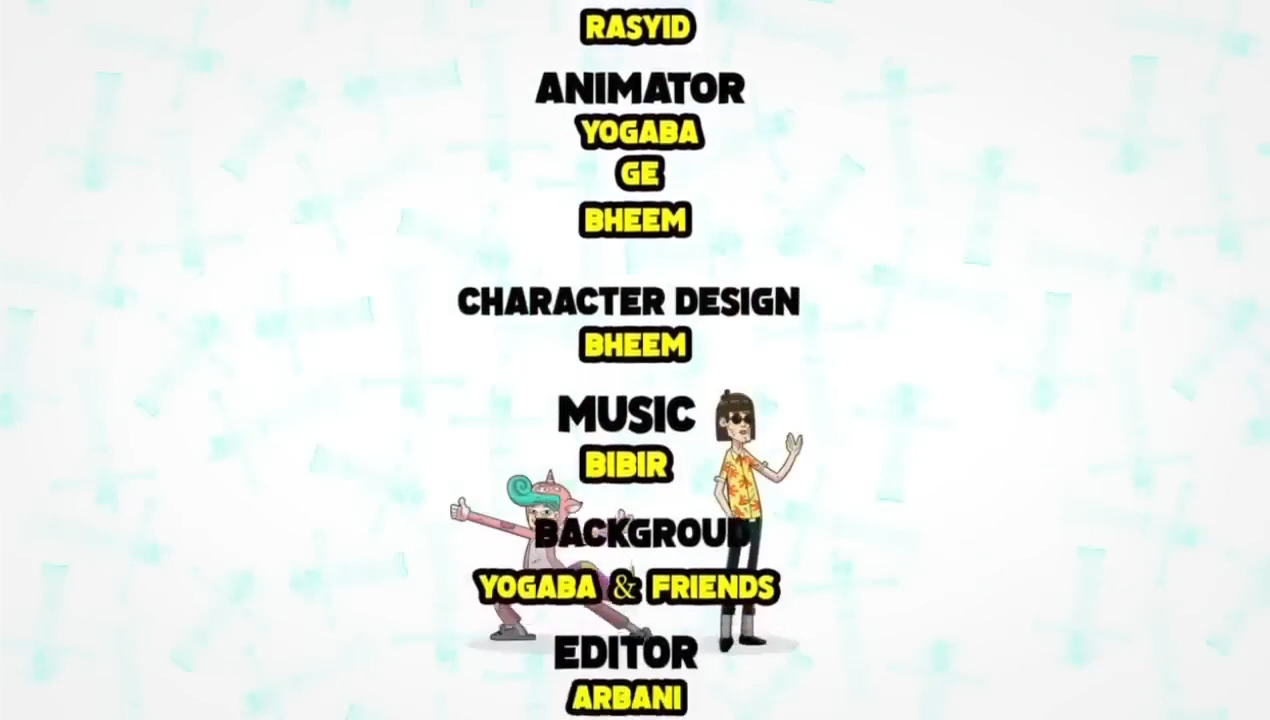 RASYID
ANIMATOR
YOGABA
GE
BHEEM
CHARACTER DESIGN
BHEEM
MUSIC
BIBIR
BACKGROUD
YOGABA & FRIENDS
EDITOR
ARBANI